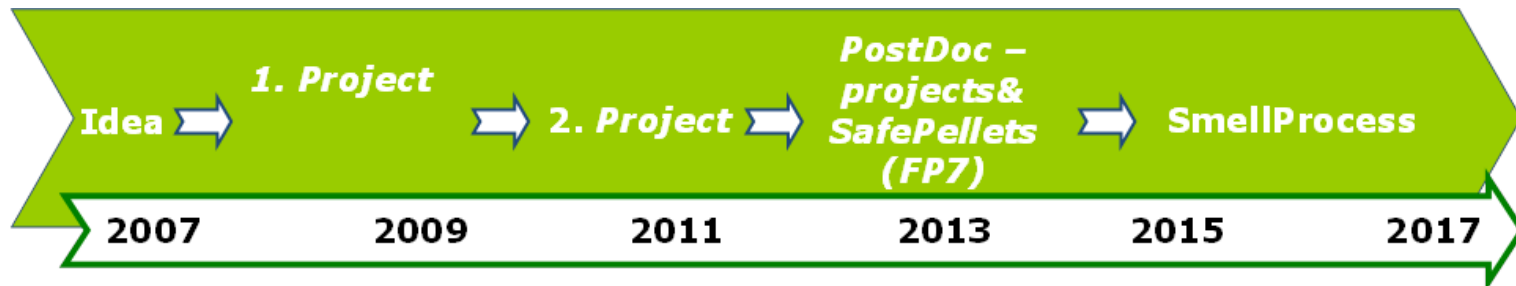 Idea
1. Project
2. Project
PostDoc –
projects&
SafePellets
(FP7)
SmellProcess
2007 2009 2011 2013 2015 2017